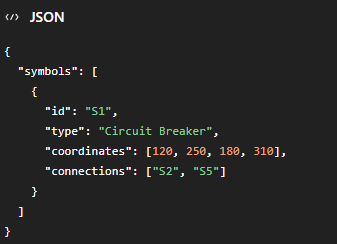 </> JSON
{
  "symbols": [
    {
      "id": "S1",
      "type": "Circuit Breaker",
      "coordinates": [120, 250, 180, 310],
      "connections": ["S2", "S5"]
    }
  ]
}